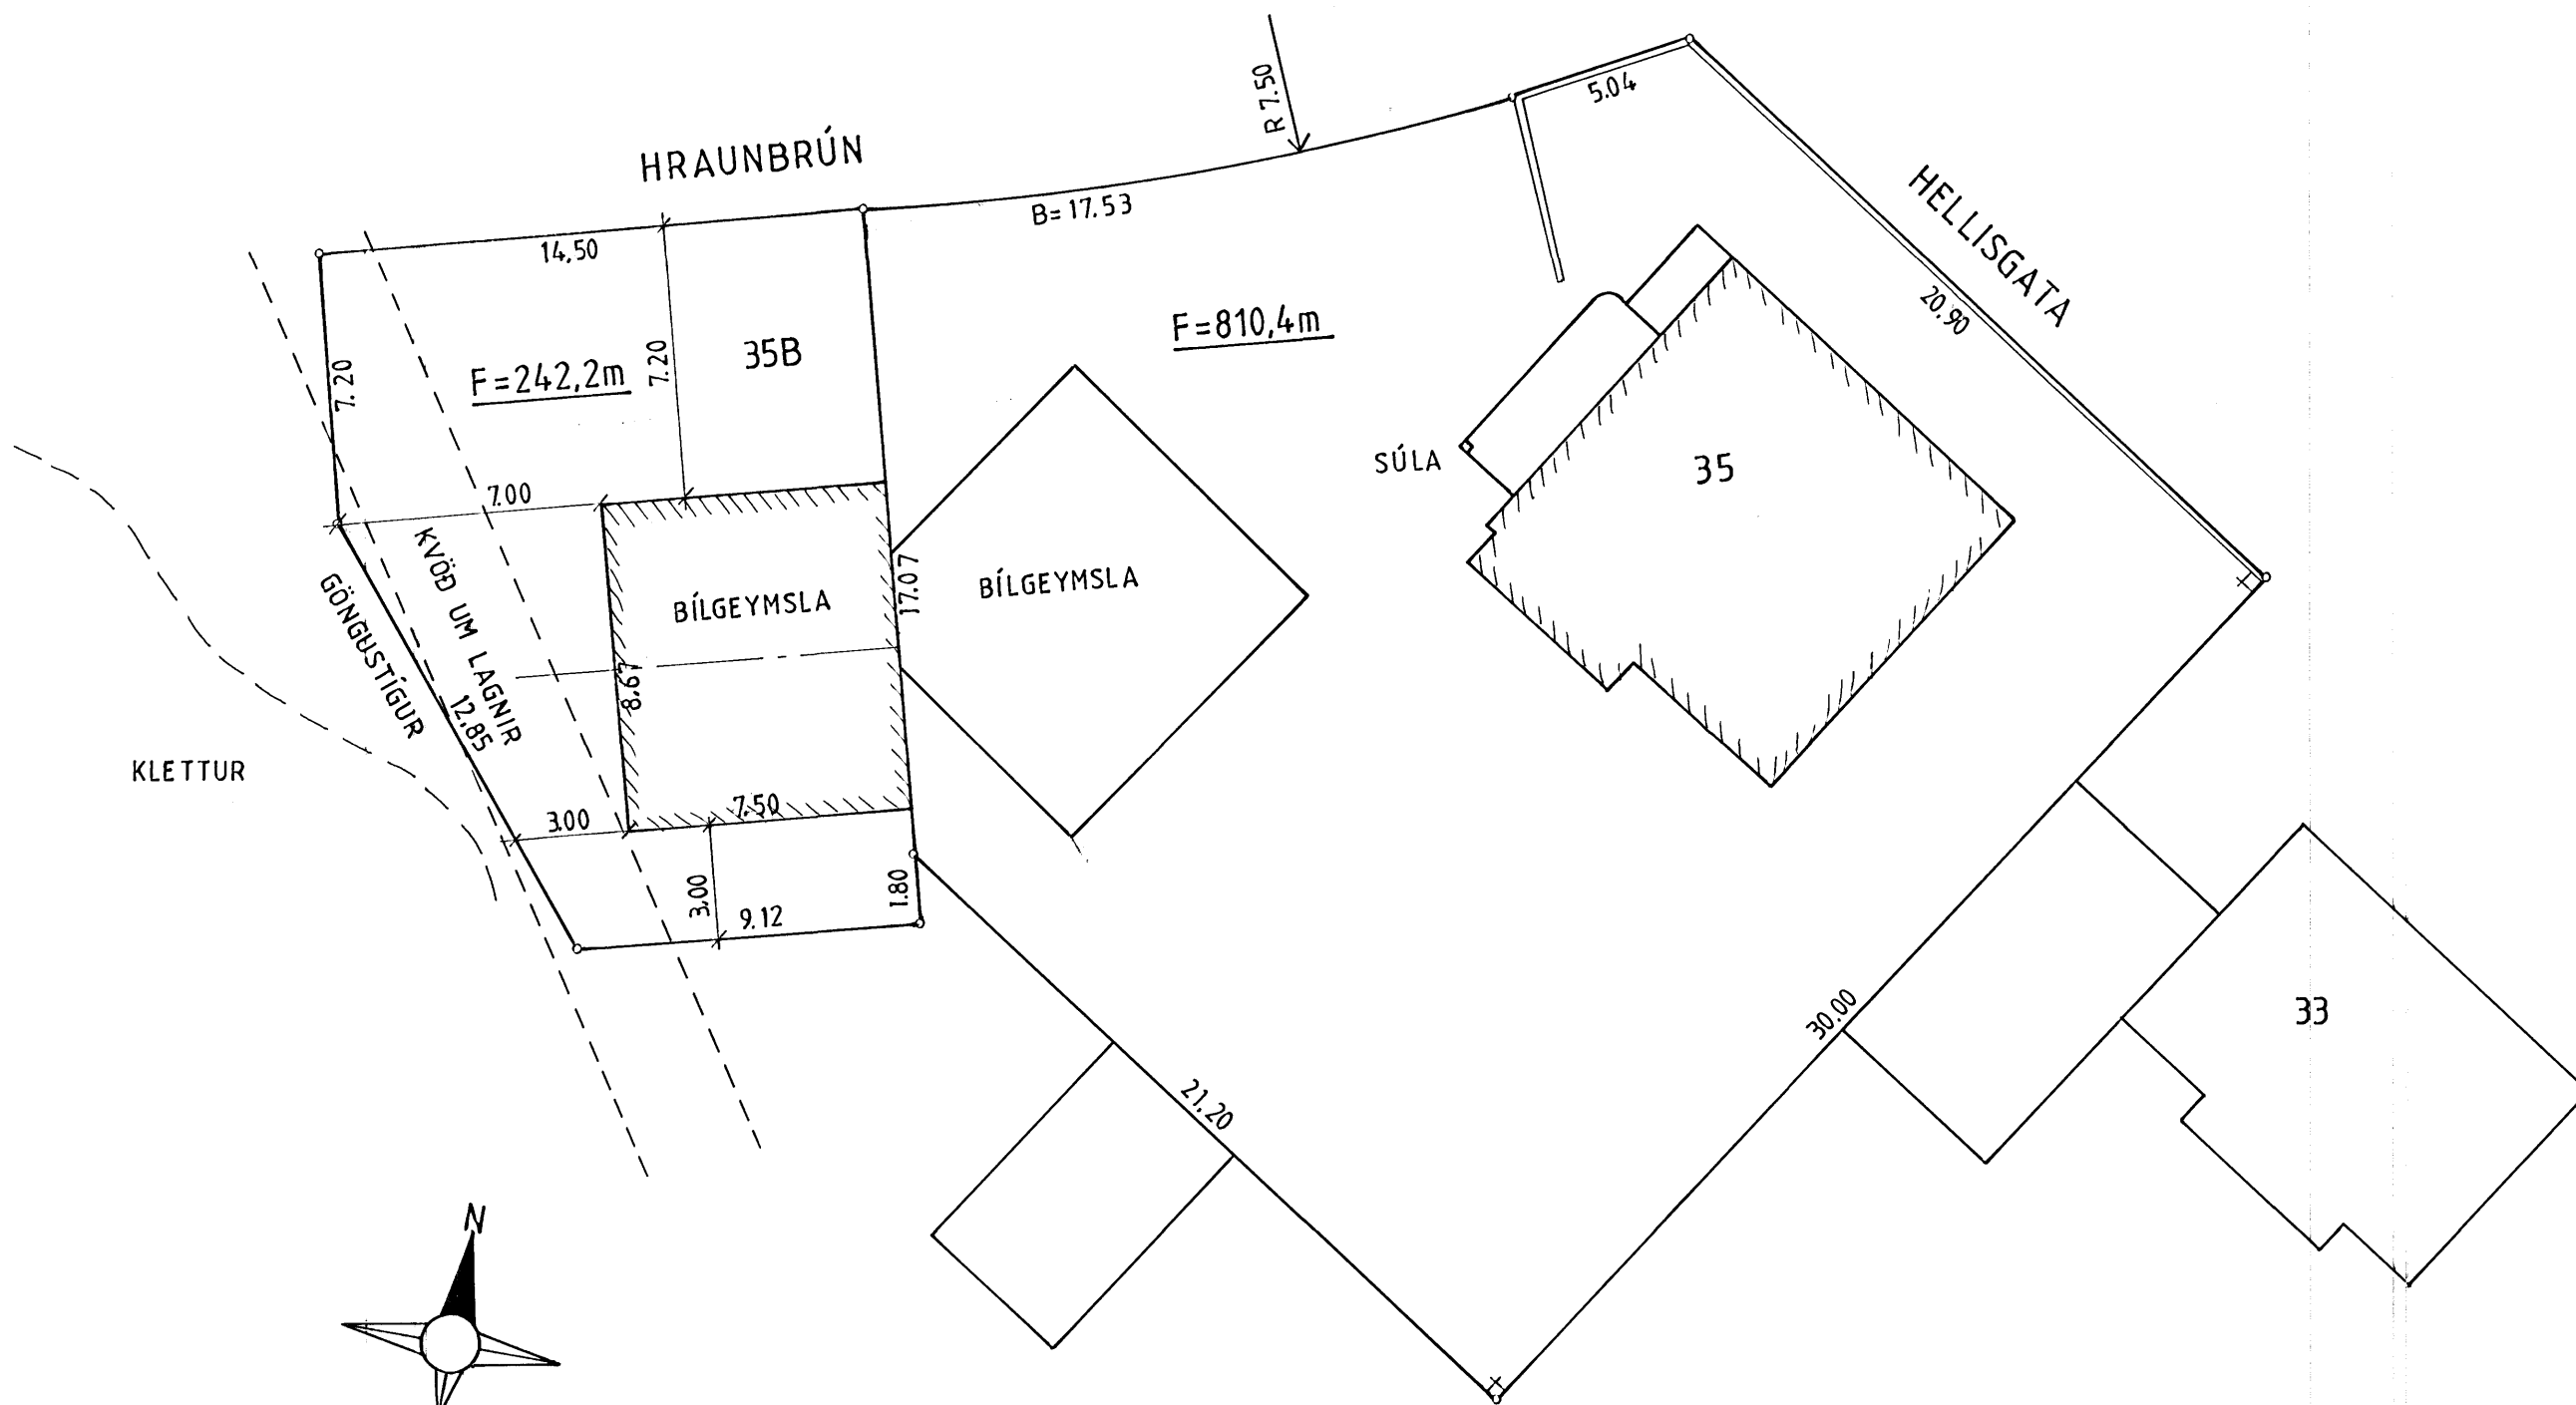 R 7.50
5.04
HRAUNBRÚN
HELLISGATA
B= 17.53
14,50
20.90
F=810,4m
7.20
7.20
35B
F=242,2m
SÚLA
35
7.00
KVÖÐ UM LAGNIR
GÖNGUSTÍGUR
12,85
BÍLGEYMSLA
17.07
BÍLGEYMSLA
8.67
KLETTUR
7.50
3.00
3,00
1.80
9.12
30.00
33
21,20
N